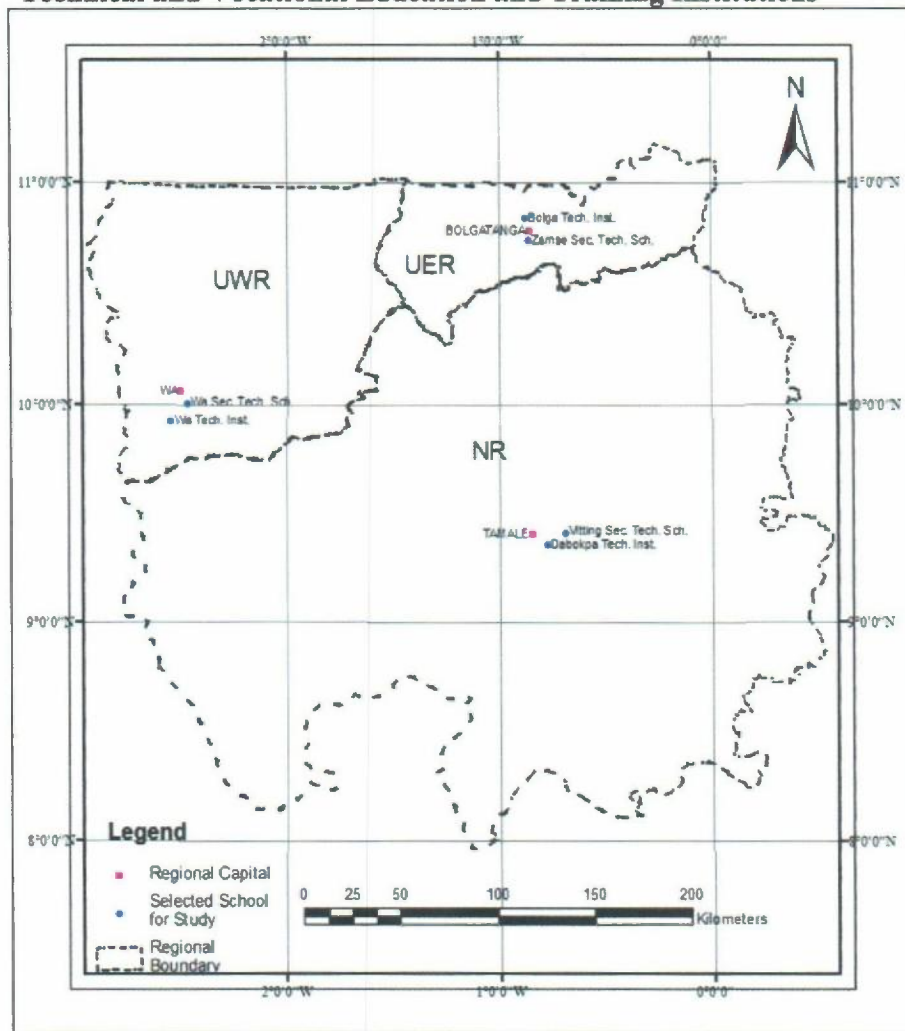 Technical and Vocational Education and Training Institutions
2°0'0"W 1°0'0"W 0°0'0"
N
11°0'0"N 11°0'0"N
Bolga Tech. Inst.
BOLGATANGA
Zamse Sec. Tech. Sch.
UER
UWR
WA
Wa Sec. Tech. Sch.
10°0'0"N 10°0'0"N
Wa Tech. Inst.
NR
TAMALE Vitting Sec. Tech. Sch.
Dabokpa Tech. Inst.
9°0'0"N 9°0'0"N
8°0'0"N 8°0'0"N
Legend
Regional Capital
Selected School
for Study
Regional
Boundary
0 25 50 100 150 200
Kilometers
2°0'0"W 1°0'0"W 0°0'0"